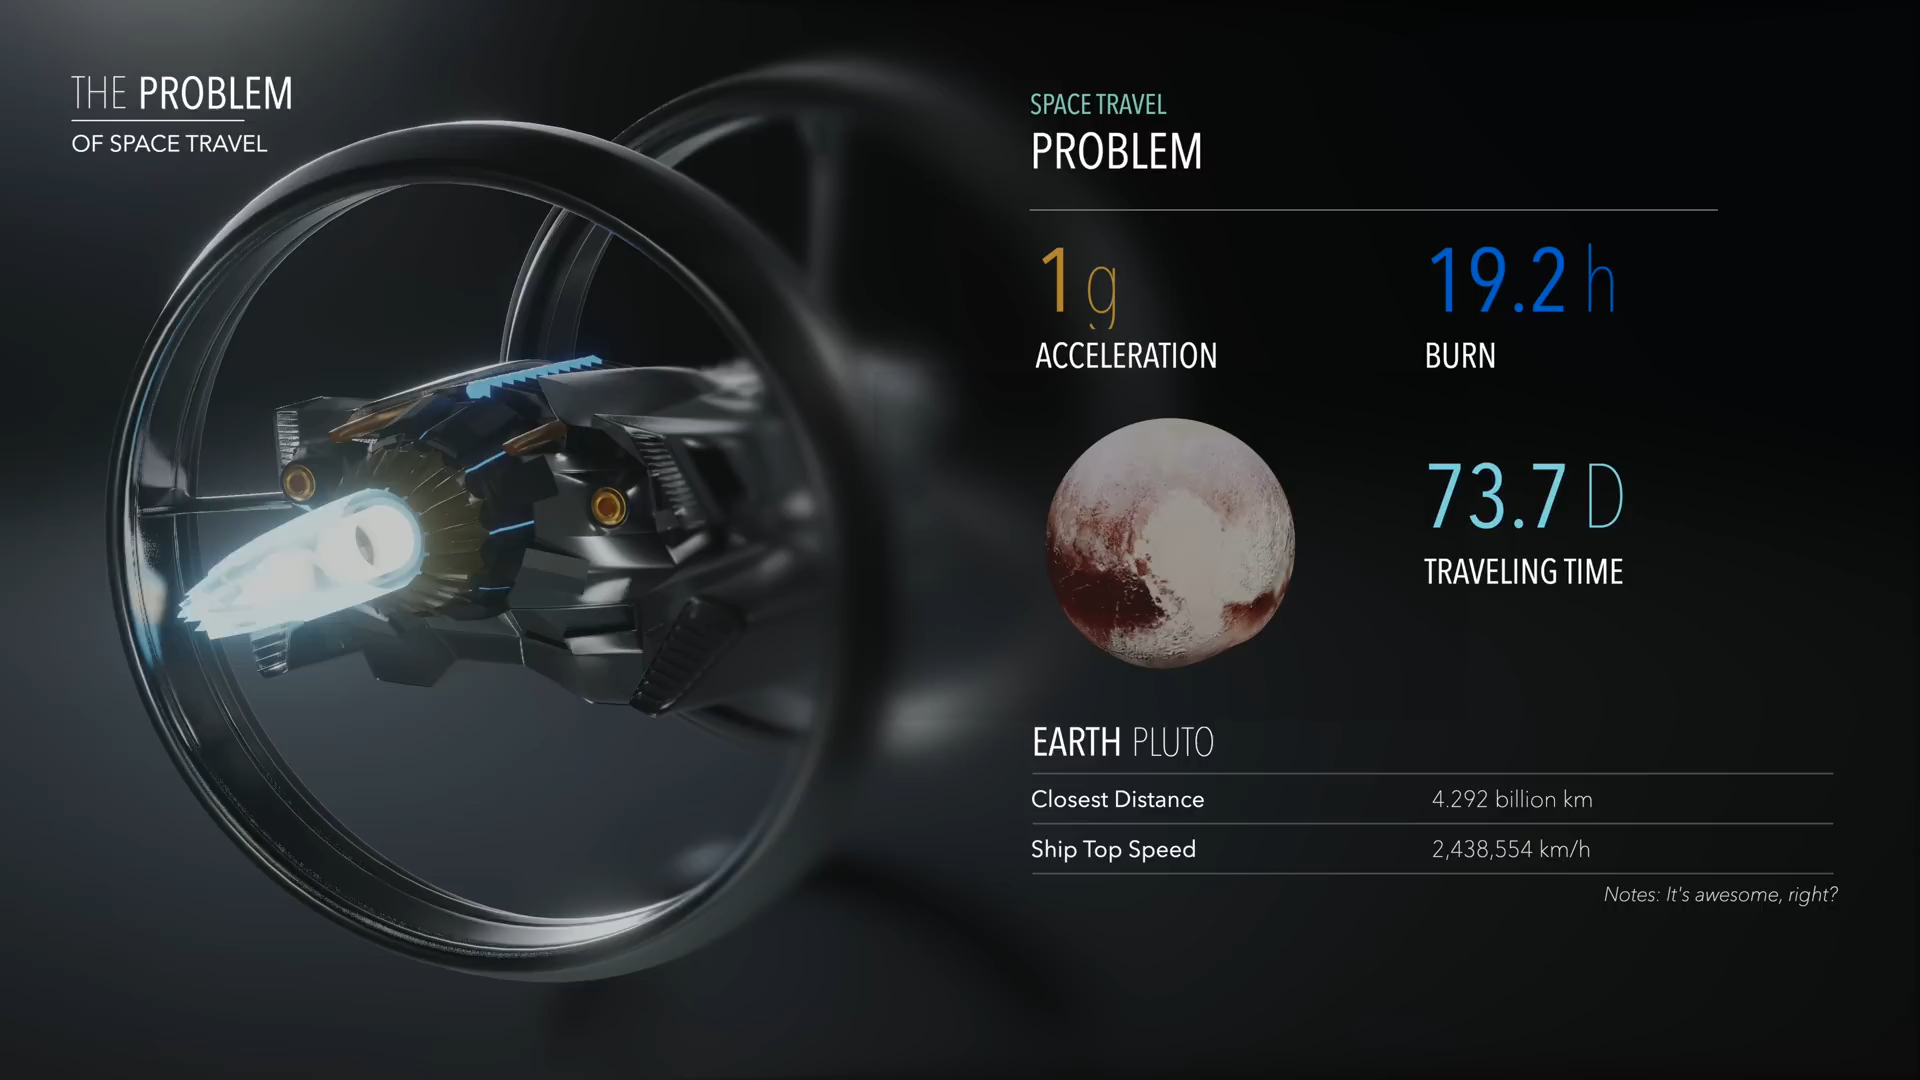 THE PROBLEM
OF SPACE TRAVEL
SPACE TRAVEL
PROBLEM
1 g
ACCELERATION
19.2 h
BURN
73.7 D
TRAVELING TIME
EARTH PLUTO
Closest Distance 4.292 billion km
Ship Top Speed 2,438,554 km/h
Notes: It's awesome, right?